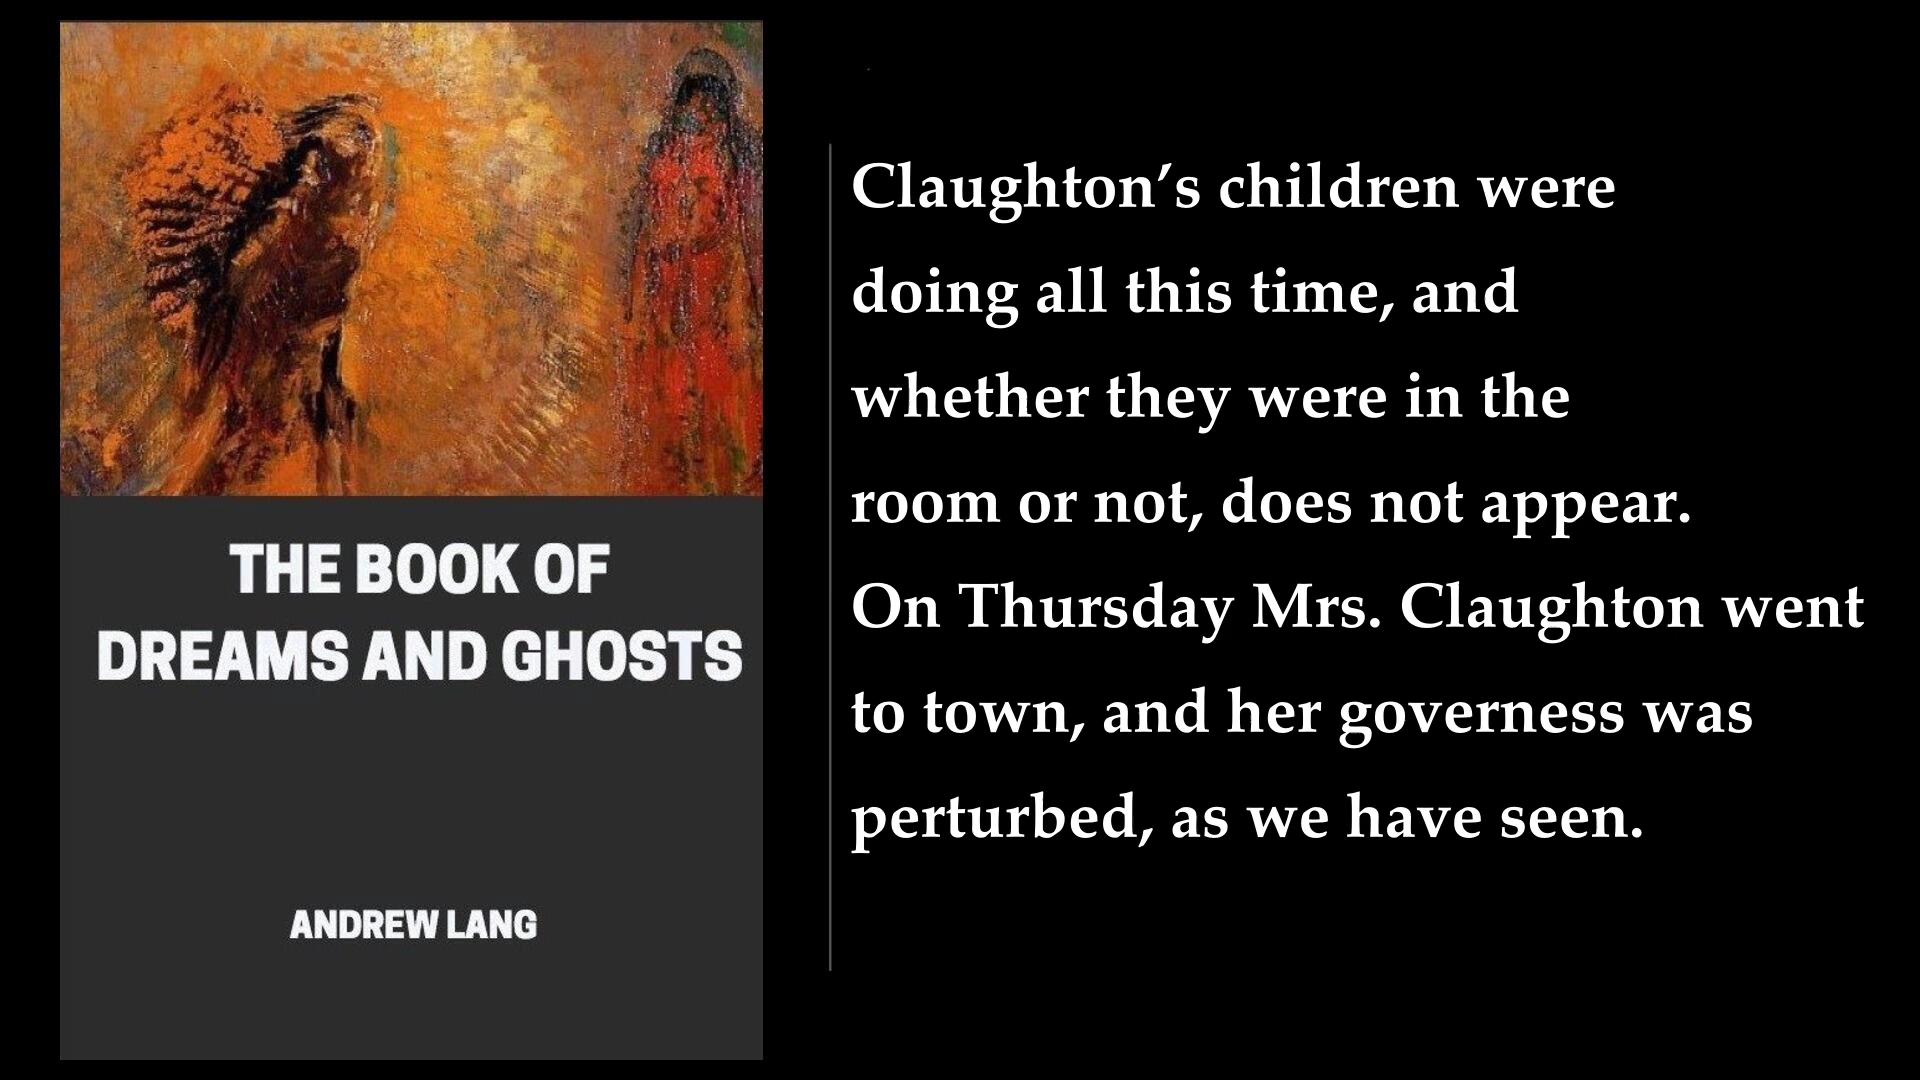 THE BOOK OF
DREAMS AND GHOSTS
ANDREW LANG
Claughton’s children were
doing all this time, and
whether they were in the
room or not, does not appear.
On Thursday Mrs. Claughton went
to town, and her governess was
perturbed, as we have seen.